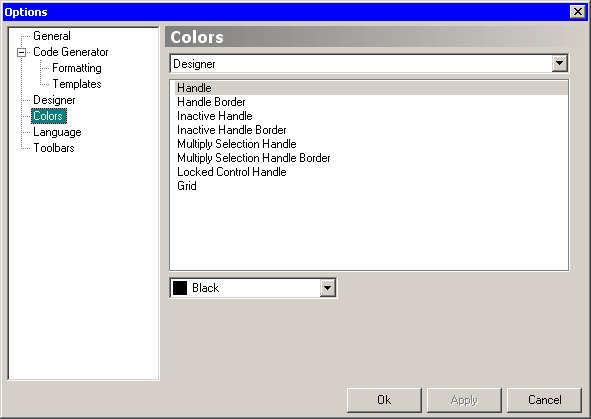 Options
General
Code Generator
Formatting
Templates
Designer
Colors
Language
Toolbars
Colors
Designer
Handle
Handle Border
Inactive Handle
Inactive Handle Border
Multiply Selection Handle
Multiply Selection Handle Border
Locked Control Handle
Grid
Black
Ok Apply Cancel